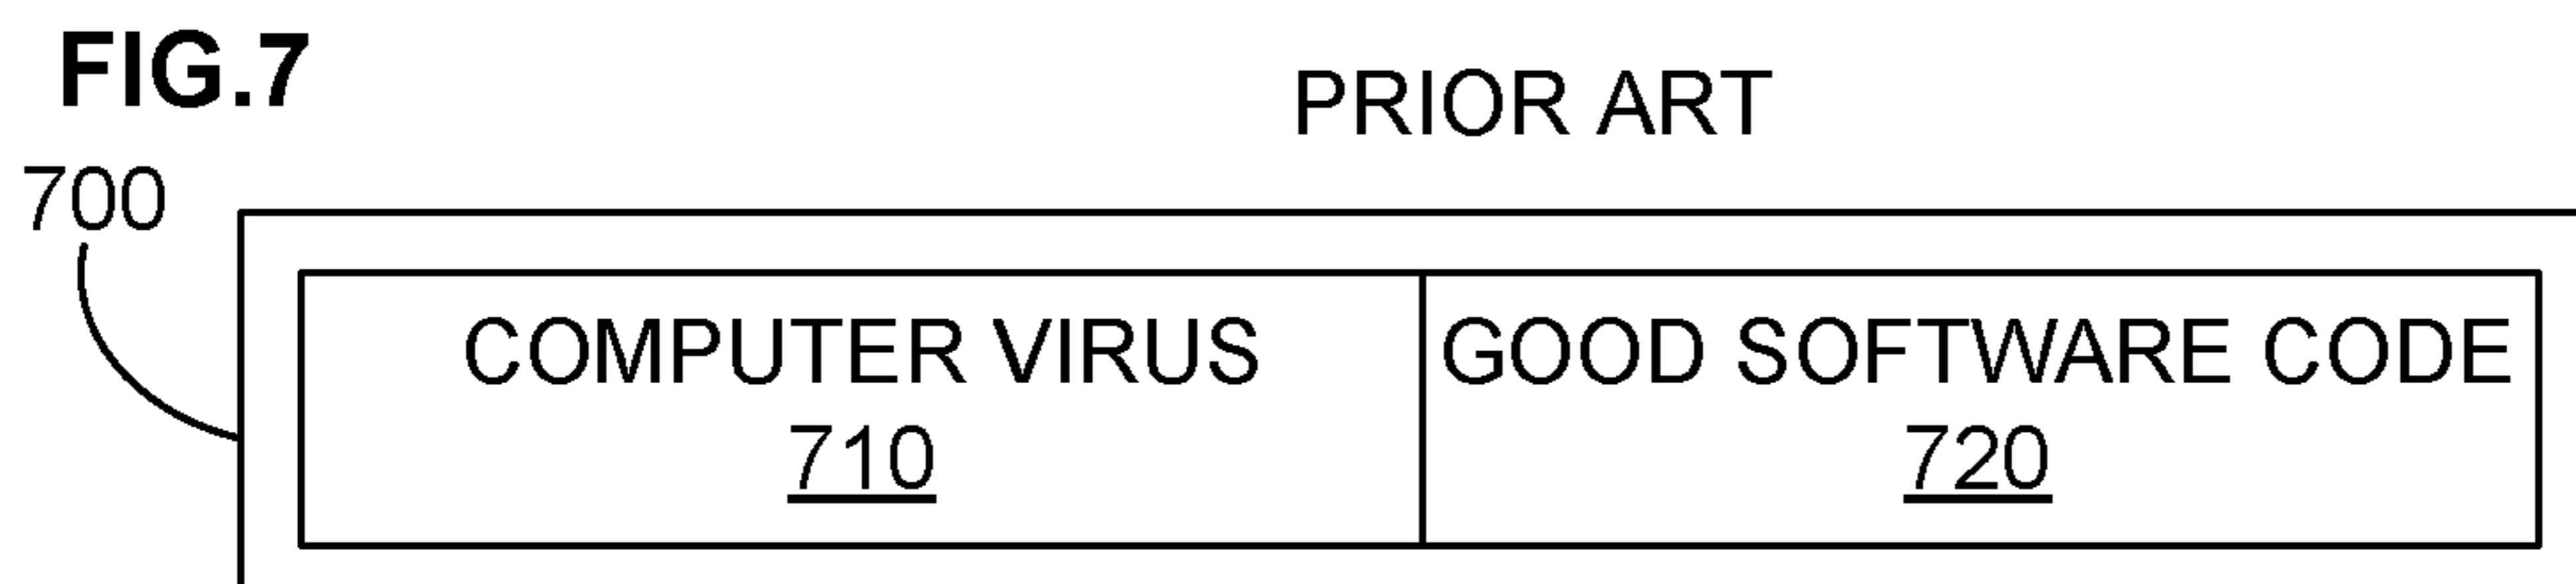 FIG.7
PRIOR ART
700
COMPUTER VIRUS
710
GOOD SOFTWARE CODE
720